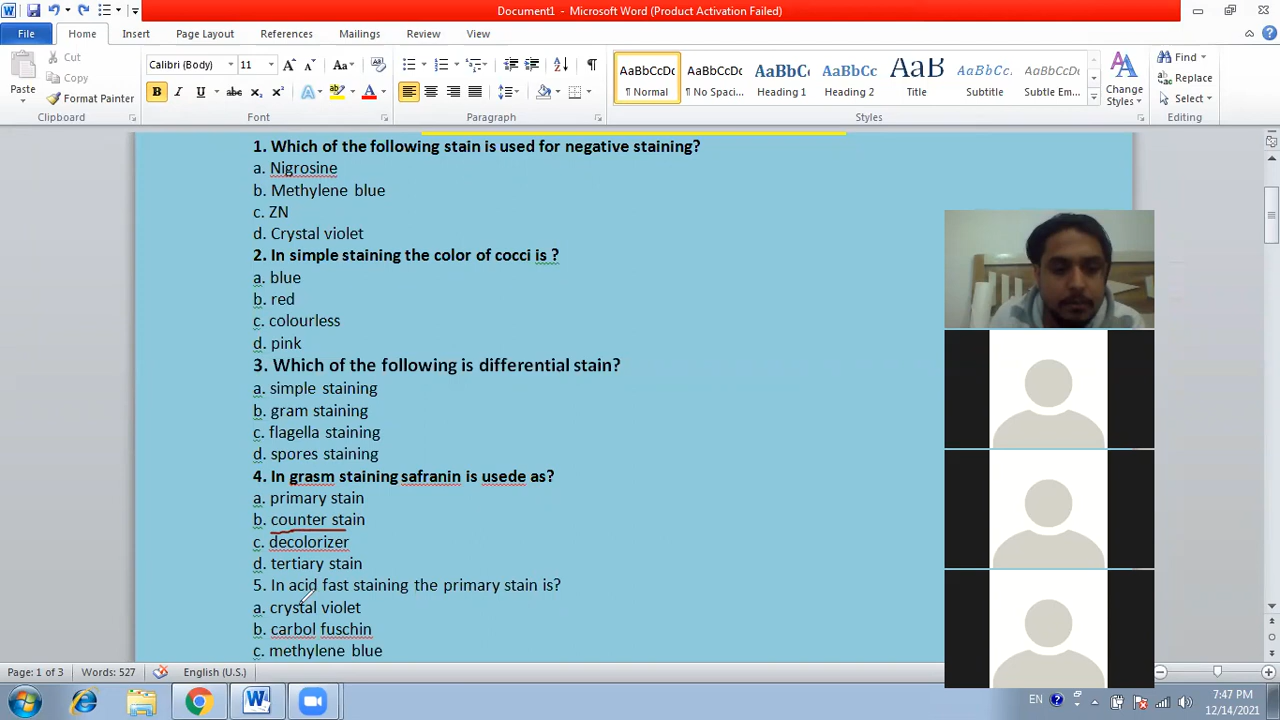 Document1 - Microsoft Word (Product Activation Failed)
File Home Insert Page Layout References Mailings Review View
Cut
Copy
Format Painter
Paste
Clipboard
Calibri (Body) 11
Font
Paragraph
AaBbCcDc AaBbCcDc AaBbC AaBbCc AaB AaBbCc. AaBbCcDc
¶ Normal ¶ No Spaci... Heading 1 Heading 2 Title Subtitle Subtle Em...
Change Styles
Styles
Find
Replace
Select
Editing
1. Which of the following stain is used for negative staining?
a. Nigrosine
b. Methylene blue
c. ZN
d. Crystal violet
2. In simple staining the color of cocci is ?
a. blue
b. red
c. colourless
d. pink
3. Which of the following is differential stain?
a. simple staining
b. gram staining
c. flagella staining
d. spores staining
4. In grasm staining safranin is usede as?
a. primary stain
b. counter stain
c. decolorizer
d. tertiary stain
5. In acid fast staining the primary stain is?
a. crystal violet
b. carbol fuschin
c. methylene blue
Page: 1 of 3 Words: 527 English (U.S.)
EN
7:47 PM
12/14/2021